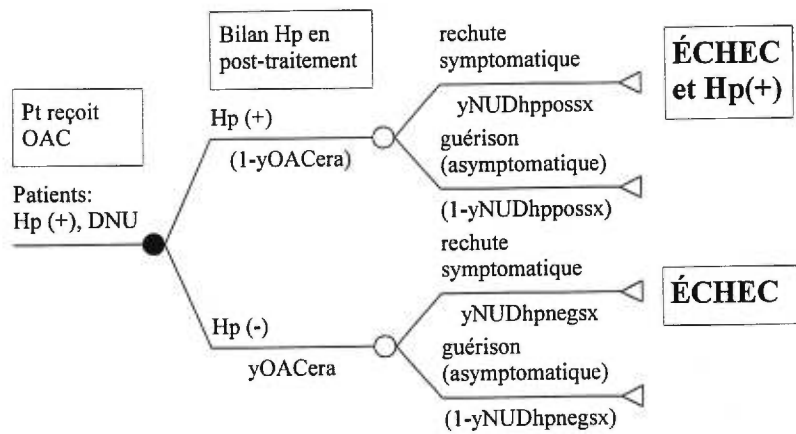 Bilan Hp en
post-traitement
rechute
symptomatique
ÉCHEC
et Hp(+)
Pt reçoit
OAC
Hp (+)
yNUDhppossx
(1-yOACera)
guérison
(asymptomatique)
Patients:
Hp (+), DNU
(1-yNUDhppossx)
rechute
symptomatique
ÉCHEC
Hp (-)
yNUDhpnegsx
yOACera
guérison
(asymptomatique)
(1-yNUDhpnegsx)